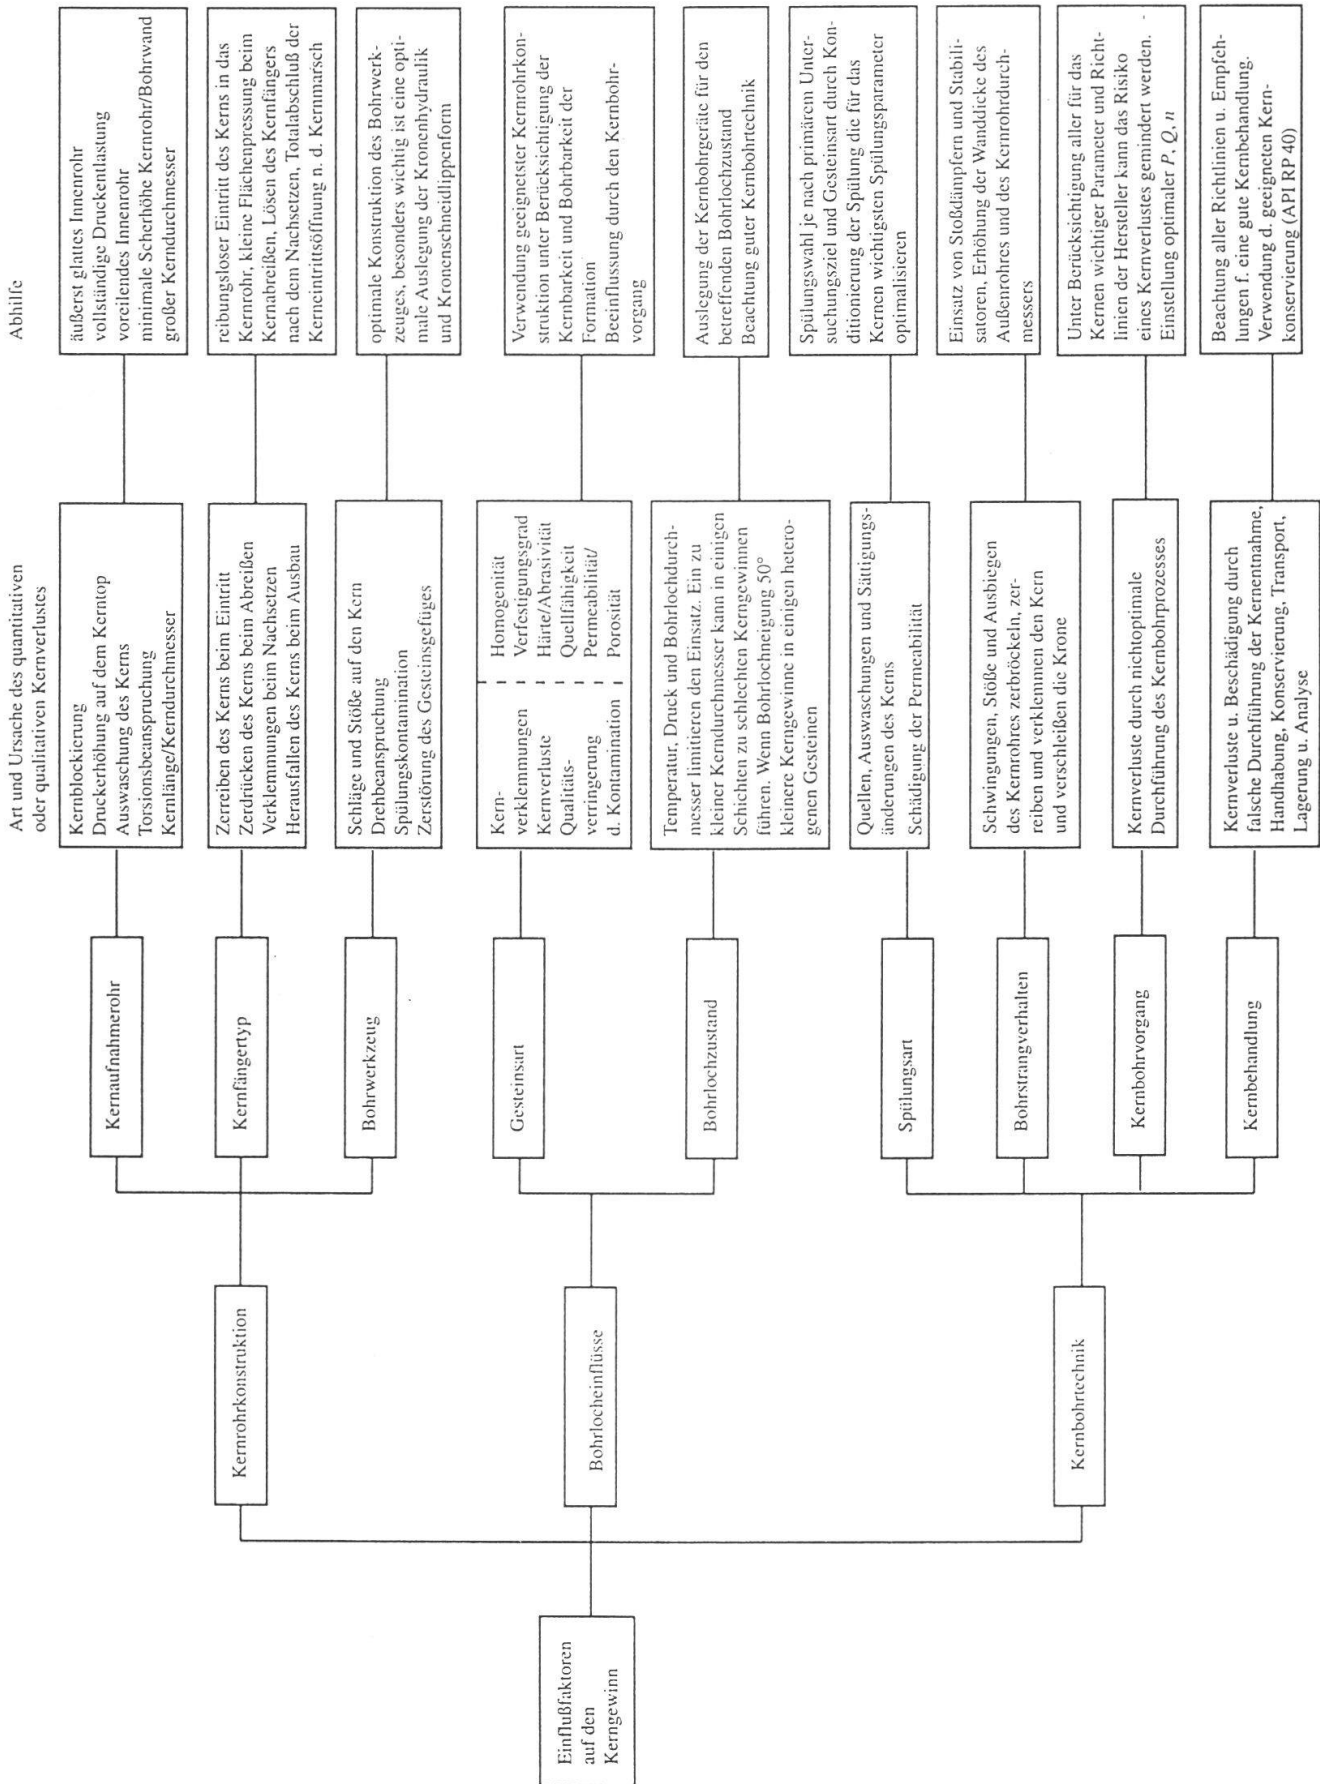 Art und Ursache des quantitativen
oder qualitativen Kernverlustes
Abhilfe
Einflußfaktoren
auf den
Kerngewinn
Kernrohrkonstruktion
Kernaufnahmerohr
Kernblockierung
Druckerhöhung auf dem Kerntop
Auswaschung des Kerns
Torsionsbeanspruchung
Kernlänge/Kerndurchmesser
äußerst glattes Innenrohr
vollständige Druckentlastung
voreilendes Innenrohr
minimale Scherhöhe Kernrohr/Bohrwand
großer Kerndurchmesser
Kernfängertyp
Zerreiben des Kerns beim Eintritt
Zerdrücken des Kerns beim Abreißen
Verklemmungen beim Nachsetzen
Herausfallen des Kerns beim Ausbau
reibungsloser Eintritt des Kerns in das
Kernrohr, kleine Flächenpressung beim
Kernabreißen, Lösen des Kernfängers
nach dem Nachsetzen, Totalabschluß der
Kerneintrittsöffnung n. d. Kernmarsch
Bohrwerkzeug
Schläge und Stöße auf den Kern
Drehbeanspruchung
Spülungskontamination
Zerstörung des Gesteinsgefüges
optimale Konstruktion des Bohrwerk-
zeuges, besonders wichtig ist eine opti-
male Auslegung der Kronenhydraulik
und Kronenschneidlippenform
Bohrlocheinflüsse
Gesteinsart
Kern-
verklemmungen
Kernverluste
Qualitäts-
verringerung
d. Kontamination
Homogenität
Verfestigungsgrad
Härte/Abrasivität
Quellfähigkeit
Permeabilität/
Porosität
Verwendung geeignetster Kernrohrkon-
struktion unter Berücksichtigung der
Kernbarkeit und Bohrbarkeit der
Formation
Beeinflussung durch den Kernbohr-
vorgang
Bohrlochzustand
Temperatur, Druck und Bohrlochdurch-
messer limitieren den Einsatz. Ein zu
kleiner Kerndurchmesser kann in einigen
Schichten zu schlechten Kerngewinnen
führen. Wenn Bohrlochneigung 50°
kleinere Kerngewinne in einigen hetero-
genen Gesteinen
Auslegung der Kernbohrgeräte für den
betreffenden Bohrlochzustand
Beachtung guter Kernbohrtechnik
Kernbohrtechnik
Spülungsart
Quellen, Auswaschungen und Sättigungs-
änderungen des Kerns
Schädigung der Permeabilität
Spülungswahl je nach primärem Unter-
suchungsziel und Gesteinsart durch Kon-
ditionierung der Spülung die für das
Kernen wichtigsten Spülungsparameter
optimalisieren
Bohrstrangverhalten
Schwingungen, Stöße und Ausbiegen
des Kernrohres zerbröckeln, zer-
reiben und verklemmen den Kern
und verschleißen die Krone
Einsatz von Stoßdämpfern und Stabili-
satoren, Erhöhung der Wanddicke des
Außenrohres und des Kernrohrdurch-
messers
Kernbohrvorgang
Kernverluste durch nichtoptimale
Durchführung des Kernbohrprozesses
Unter Berücksichtigung aller für das
Kernen wichtiger Parameter und Richt-
linien der Hersteller kann das Risiko
eines Kernverlustes gemindert werden.
Einstellung optimaler P, Q, n
Kernbehandlung
Kernverluste u. Beschädigung durch
falsche Durchführung der Kernentnahme,
Handhabung, Konservierung, Transport,
Lagerung u. Analyse
Beachtung aller Richtlinien u. Empfeh-
lungen f. eine gute Kernbehandlung.
Verwendung d. geeigneten Kern-
konservierung (API RP 40)